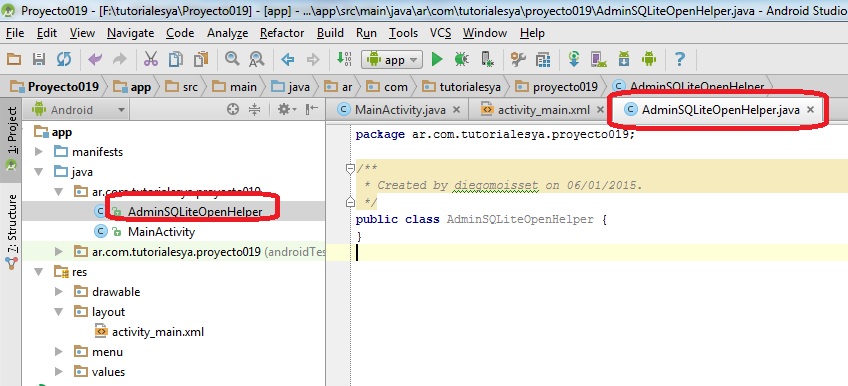 Proyecto019 - [F:\tutorialesya\Proyecto019] - [app] - ...\app\src\main\java\ar\com\tutorialesya\proyecto019\AdminSQLiteOpenHelper.java - Android Studio
File Edit View Navigate Code Analyze Refactor Build Run Tools VCS Window Help
app
Proyecto019 app src main java ar com tutorialesya proyecto019 AdminSQLiteOpenHelper
1: Project
7: Structure
Android
app
manifests
java
ar.com.tutorialesya.proyecto019
AdminSQLiteOpenHelper
MainActivity
ar.com.tutorialesya.proyecto019 (androidTes
res
drawable
layout
activity_main.xml
menu
values
MainActivity.java activity_main.xml AdminSQLiteOpenHelper.java
package ar.com.tutorialesya.proyecto019;
/**
* Created by diegomoisset on 06/01/2015.
*/
public class AdminSQLiteOpenHelper {
}